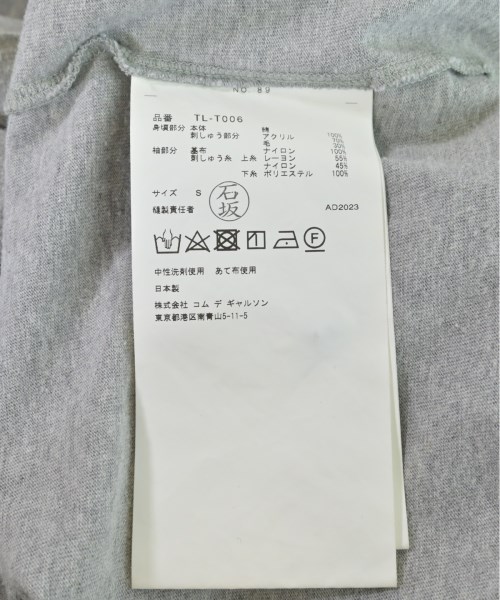 NO 89
品番 TL-T006
身頃部分 本体 綿 100%
刺しゅう部分 アクリル 70%
毛 30%
袖部分 基布 ナイロン 100%
刺しゅう糸 上糸 レーヨン 55%
ナイロン 45%
下糸 ポリエステル 100%
サイズ S
石坂
縫製責任者 AD2023
F
中性洗剤使用 あて布使用
日本製
株式会社 コム デ ギャルソン
東京都港区南青山5-11-5